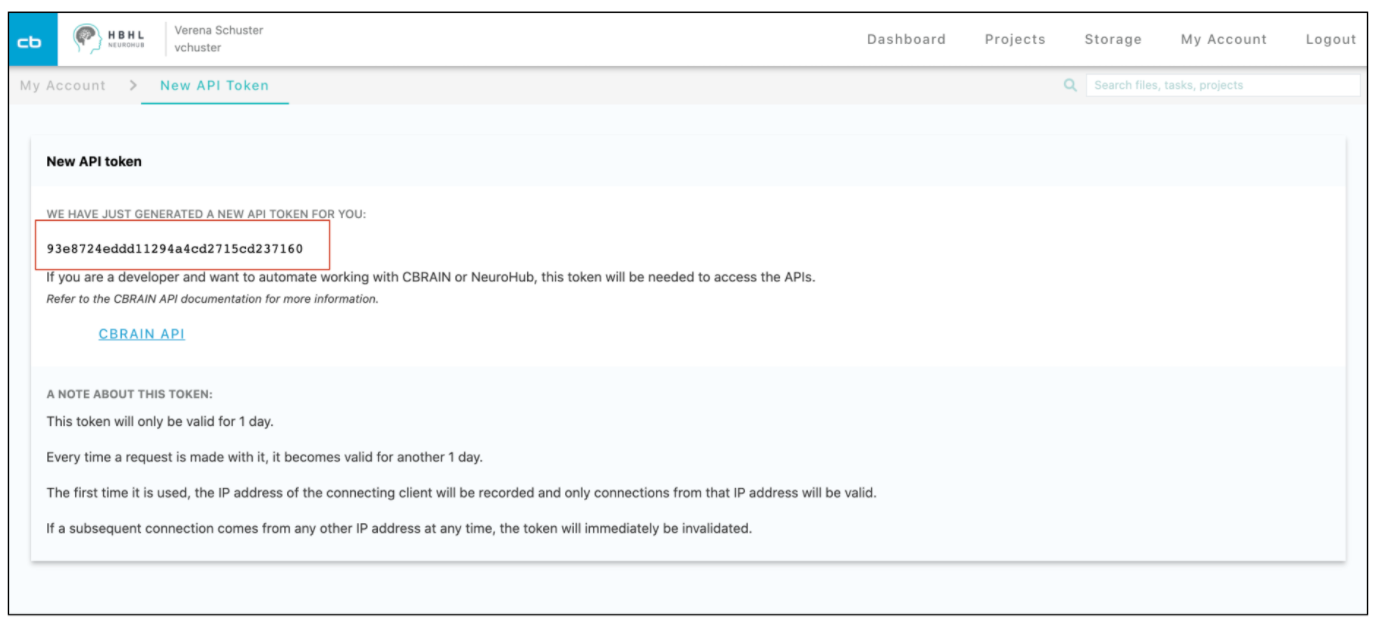 cb
HBHL
NEUROHUB
Verena Schuster
vchuster
Dashboard Projects Storage My Account Logout
My Account > New API Token
Search files, tasks, projects
New API token
WE HAVE JUST GENERATED A NEW API TOKEN FOR YOU:
93e8724eddd11294a4cd2715cd237160
If you are a developer and want to automate working with CBRAIN or NeuroHub, this token will be needed to access the APIs.
Refer to the CBRAIN API documentation for more information.
CBRAIN API
A NOTE ABOUT THIS TOKEN:
This token will only be valid for 1 day.
Every time a request is made with it, it becomes valid for another 1 day.
The first time it is used, the IP address of the connecting client will be recorded and only connections from that IP address will be valid.
If a subsequent connection comes from any other IP address at any time, the token will immediately be invalidated.